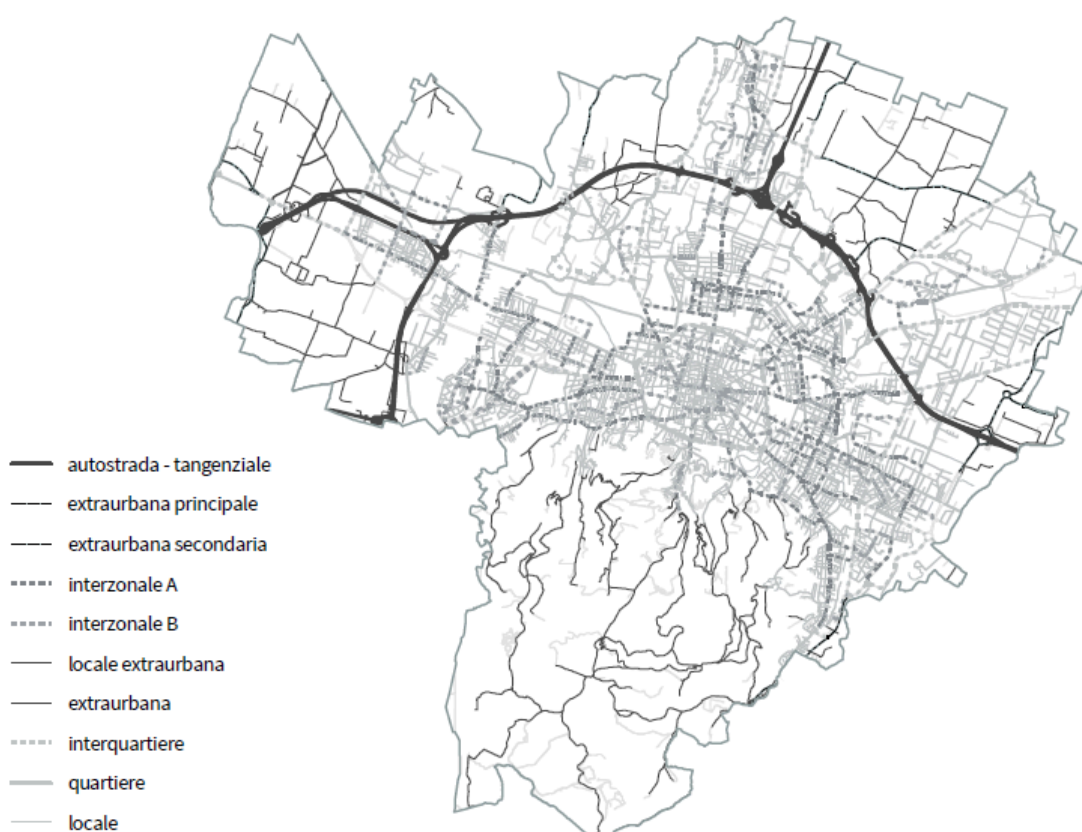 autostrada - tangenziale
extraurbana principale
extraurbana secondaria
interzonale A
interzonale B
locale extraurbana
extraurbana
interquartiere
quartiere
locale